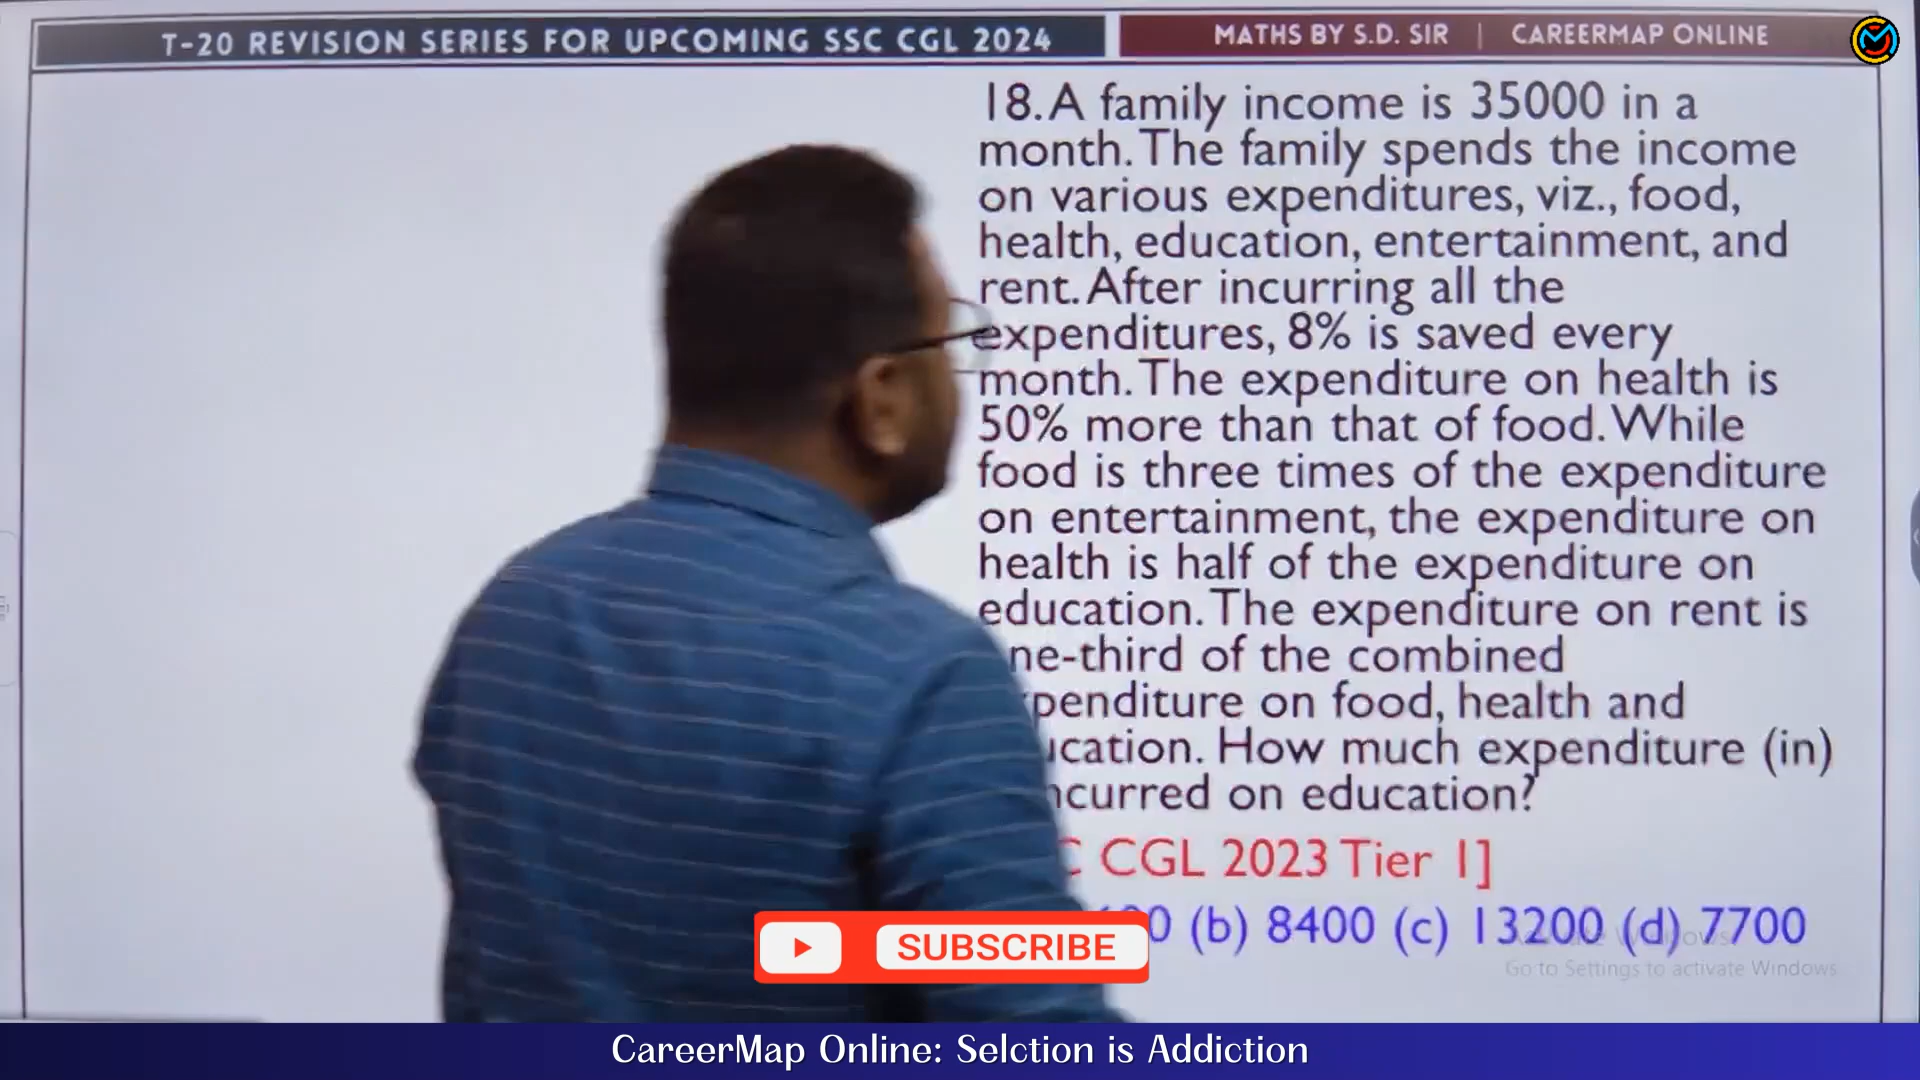 T-20 REVISION SERIES FOR UPCOMING SSC CGL 2024
MATHS BY S.D. SIR | CAREERMAP ONLINE
18. A family income is 35000 in a
month. The family spends the income
on various expenditures, viz., food,
health, education, entertainment, and
rent. After incurring all the
expenditures, 8% is saved every
month. The expenditure on health is
50% more than that of food. While
food is three times of the expenditure
on entertainment, the expenditure on
health is half of the expenditure on
education. The expenditure on rent is
ne-third of the combined
penditure on food, health and
ucation. How much expenditure (in)
ncurred on education?
CGL 2023 Tier 1]
(b) 8400 (c) 13200 (d) 7700
Windows
Go to Settings to activate Windows
SUBSCRIBE
CareerMap Online: Selction is Addiction